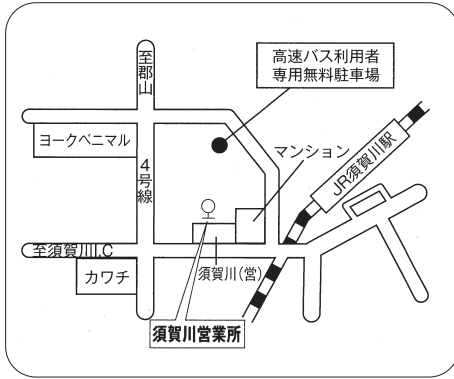 高速バス利用者
専用無料駐車場
至郡山
ヨークベニマル
4号線
マンション
JR須賀川駅
至須賀川I.C
カワチ
須賀川(営)
須賀川営業所